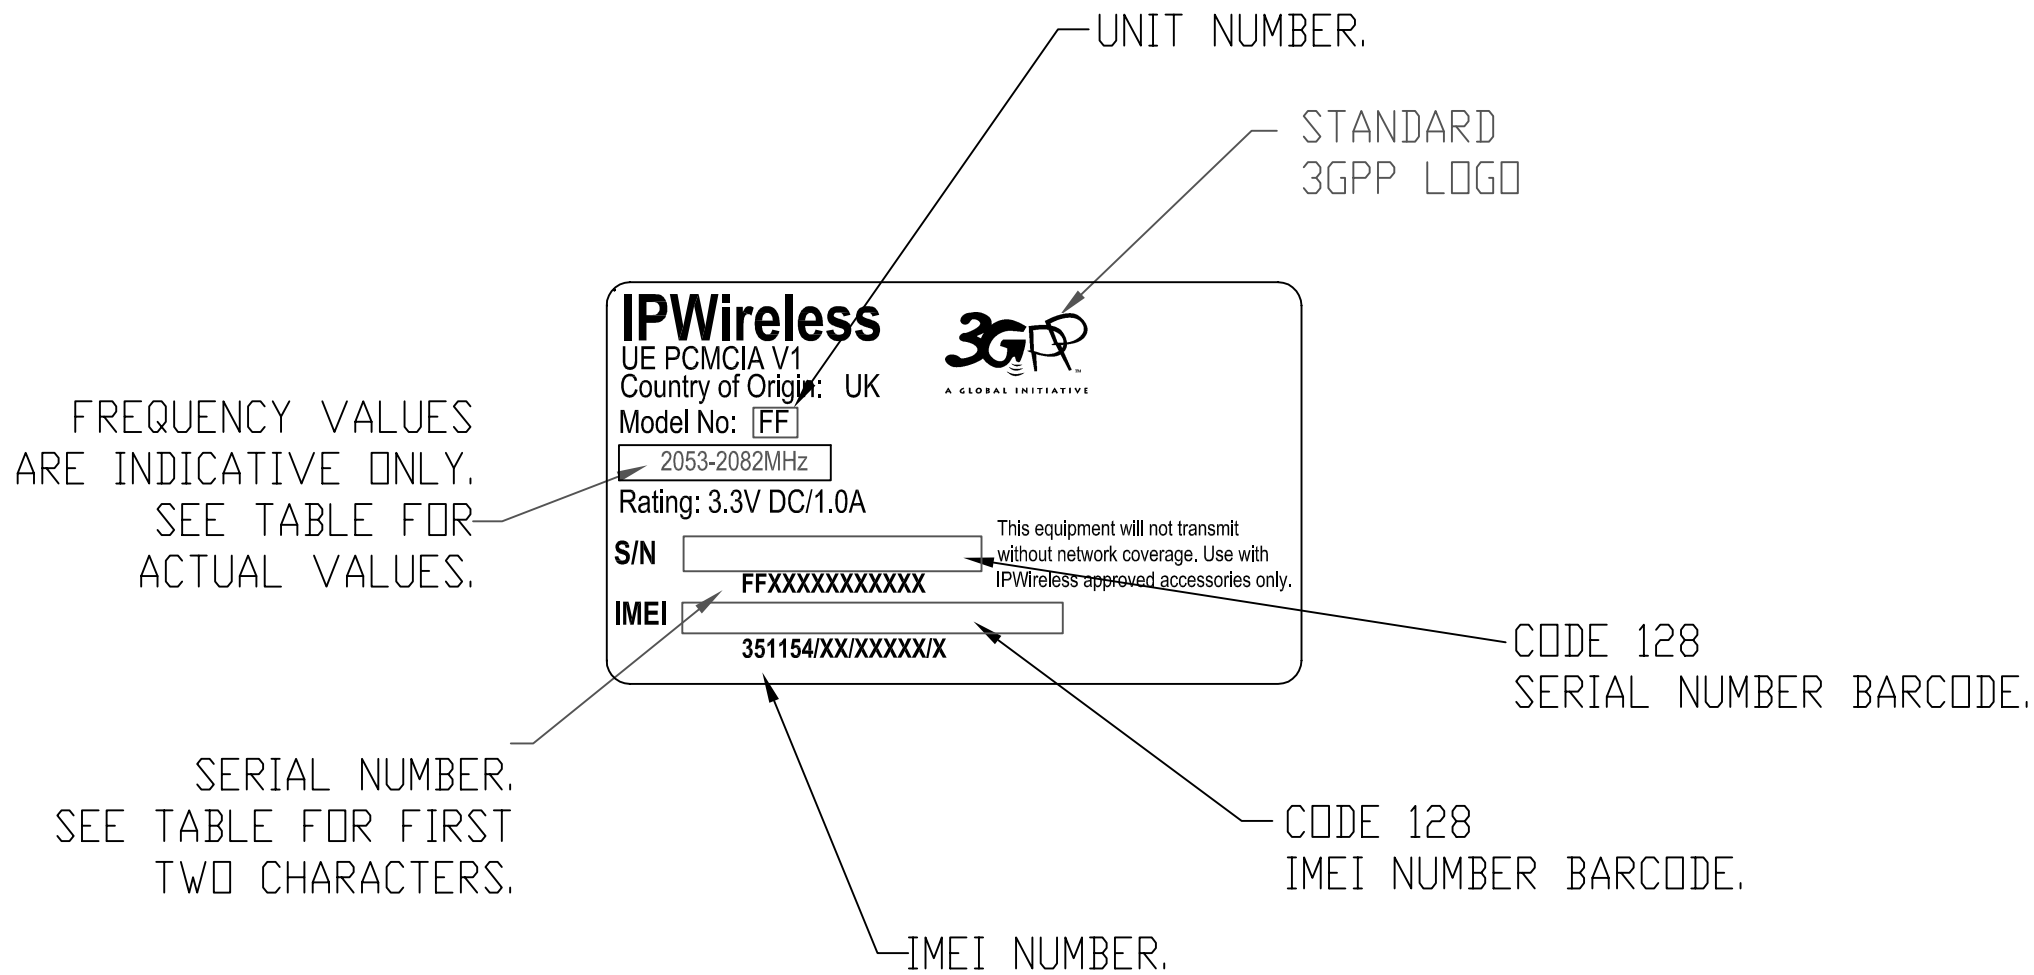 UNIT NUMBER.
STANDARD
3GPP LOGO
IPWireless
UE PCMCIA V1
Country of Origin: UK
Model No: FF
2053-2082MHz
Rating: 3.3V DC/1.0A
3GPP™
A GLOBAL INITIATIVE
This equipment will not transmit
without network coverage. Use with
IPWireless approved accessories only.
S/N
FFXXXXXXXXXXX
IMEI
351154/XX/XXXXX/X
FREQUENCY VALUES
ARE INDICATIVE ONLY.
SEE TABLE FOR
ACTUAL VALUES.
CODE 128
SERIAL NUMBER BARCODE.
SERIAL NUMBER.
SEE TABLE FOR FIRST
TWO CHARACTERS.
CODE 128
IMEI NUMBER BARCODE.
IMEI NUMBER.